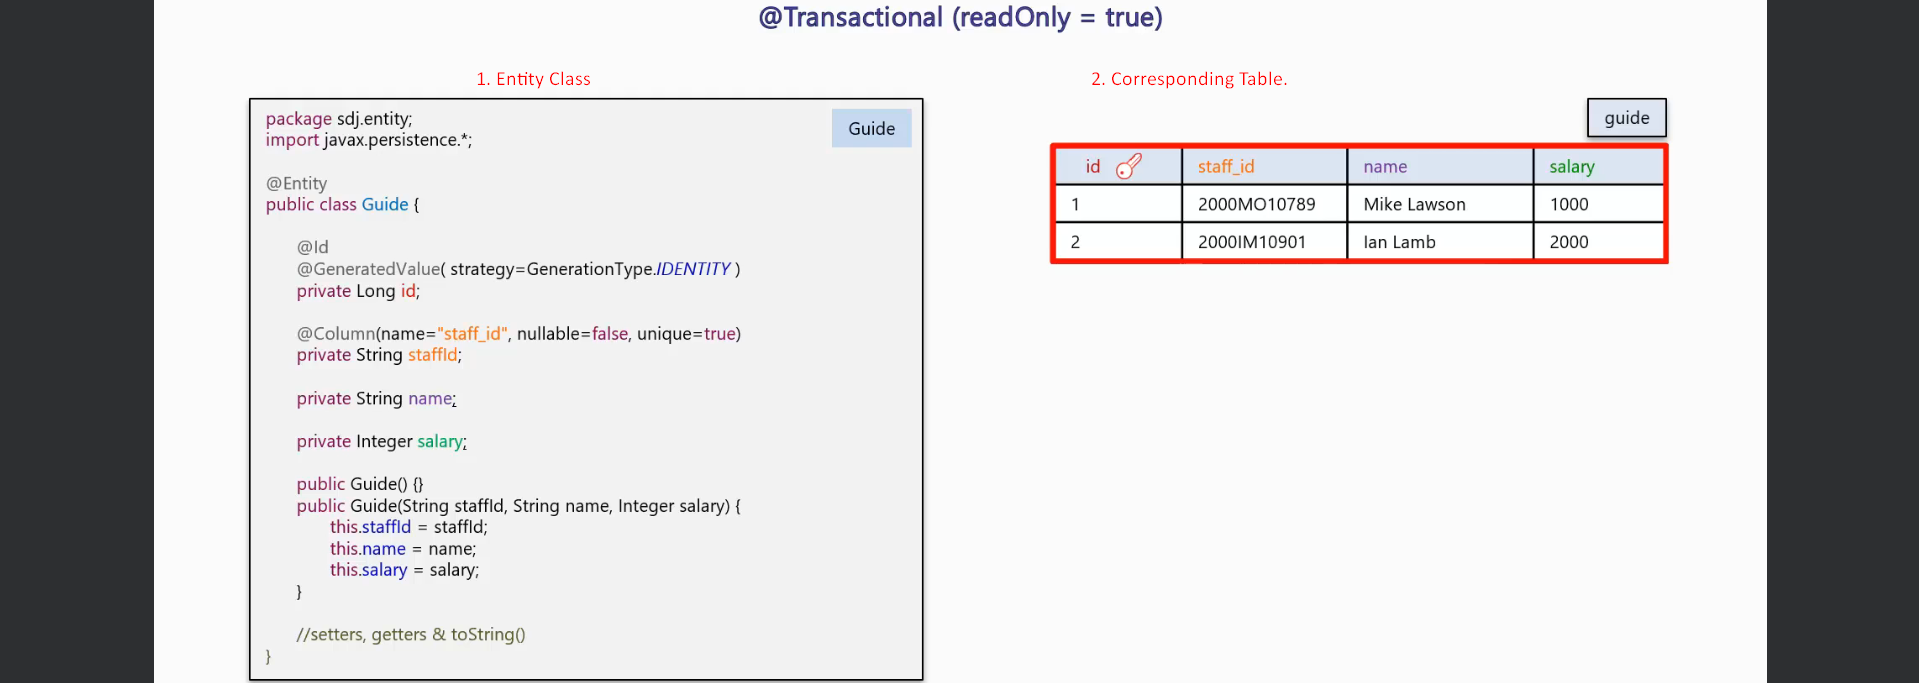 @Transactional (readOnly = true)
1. Entity Class
package sdj.entity;
import javax.persistence.*;
Guide
@Entity
public class Guide {
@Id
@GeneratedValue( strategy=GenerationType.IDENTITY )
private Long id;
@Column(name="staff_id", nullable=false, unique=true)
private String staffId;
private String name;
private Integer salary;
public Guide() {}
public Guide(String staffId, String name, Integer salary) {
this.staffId = staffId;
this.name = name;
this.salary = salary;
}
//setters, getters & toString()
}
2. Corresponding Table.
guide
id staff_id name salary
1 2000MO10789 Mike Lawson 1000
2 2000IM10901 Ian Lamb 2000